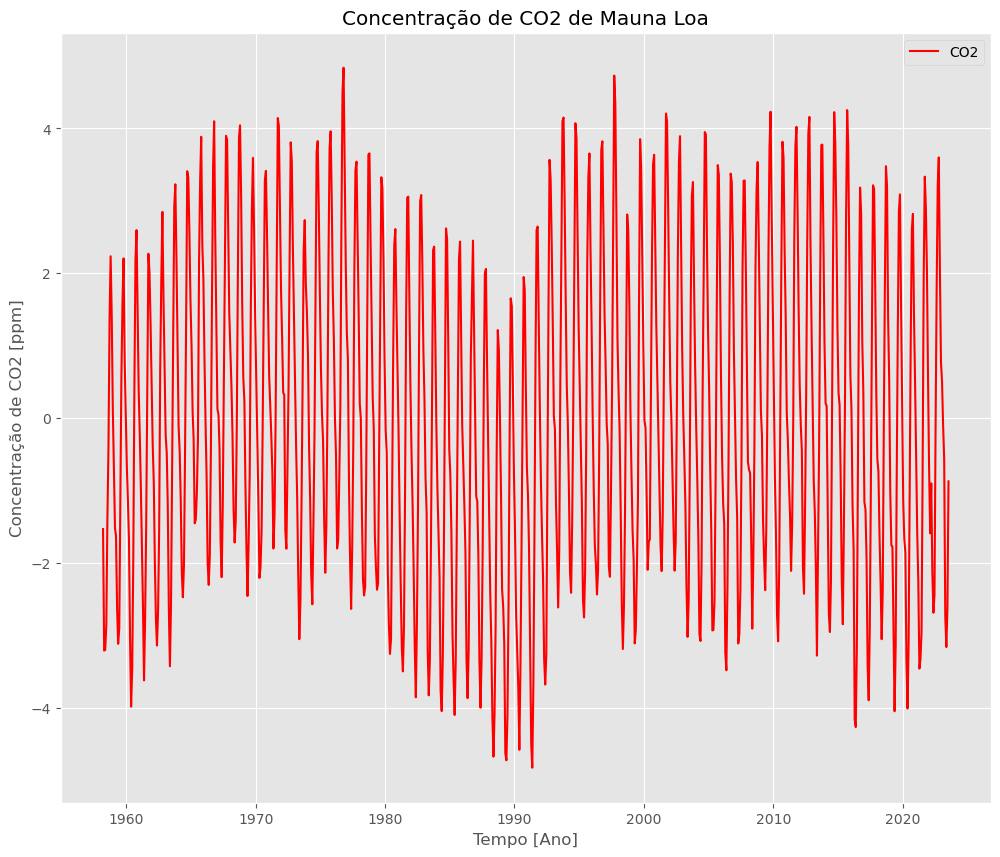 Concentração de CO2 de Mauna Loa
CO2
Concentração de CO2 [ppm]
4
2
0
−2
−4
1960 1970 1980 1990 2000 2010 2020
Tempo [Ano]